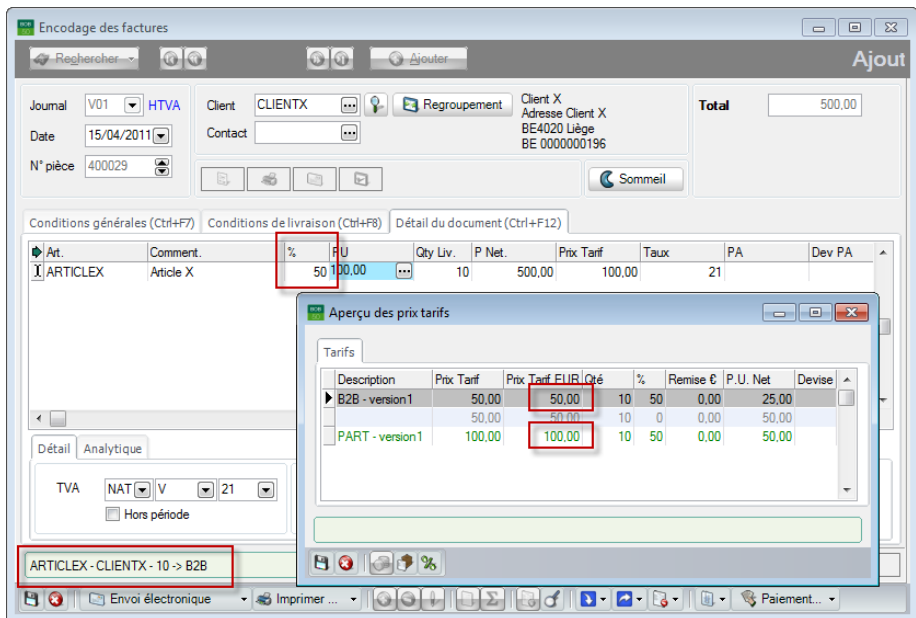 Encodage des factures
Rechercher Ajouter Ajout
Journal V01 HTVA Client CLIENTX Regroupement Client X Total 500,00
Adresse Client X
Date 15/04/2011 Contact BE4020 Liège
BE 0000000196
N° pièce 400029
Sommeil
Conditions générales (Ctrl+F7) Conditions de livraison (Ctrl+F8) Détail du document (Ctrl+F12)
Art. Comment. % PU Qty Liv. P Net. Prix Tarif Taux PA Dev PA
ARTICLEX Article X 50 100,00 10 500,00 100,00 21
Aperçu des prix tarifs
Tarifs
Description Prix Tarif Prix Tarif EUR Qté % Remise € P.U. Net Devise
B2B - version1 50,00 50,00 10 50 0,00 25,00
50,00 50,00 10 0 0,00 50,00
PART - version1 100,00 100,00 10 50 0,00 50,00
Détail Analytique
TVA NAT V 21
Hors période
ARTICLEX - CLIENTX - 10 -> B2B
Envoi électronique Imprimer ... Paiement...